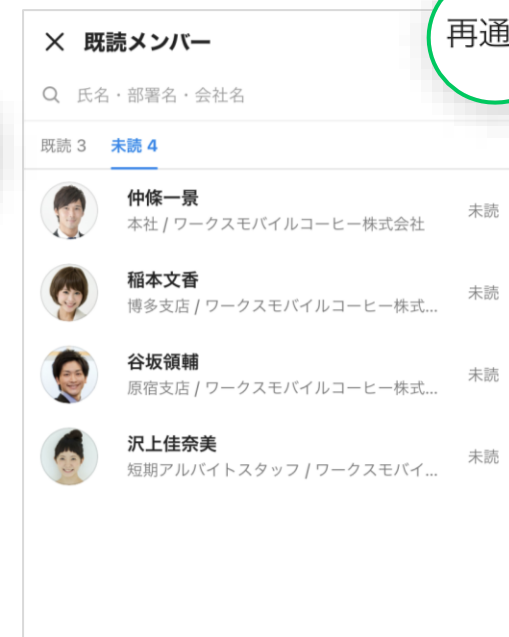 既読メンバー
再通
氏名・部署名・会社名
既読 3 未読 4
仲條一景
本社 / ワークスモバイルコーヒー株式会社
未読
稲本文香
博多支店 / ワークスモバイルコーヒー株式...
未読
谷坂領輔
原宿支店 / ワークスモバイルコーヒー株式...
未読
沢上佳奈美
短期アルバイトスタッフ / ワークスモバイ...
未読